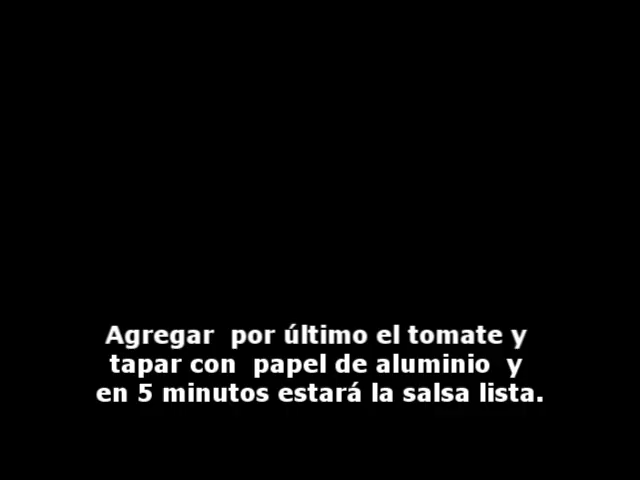 Agregar  por último el tomate y
tapar con  papel de aluminio  y
en 5 minutos estará la salsa lista.